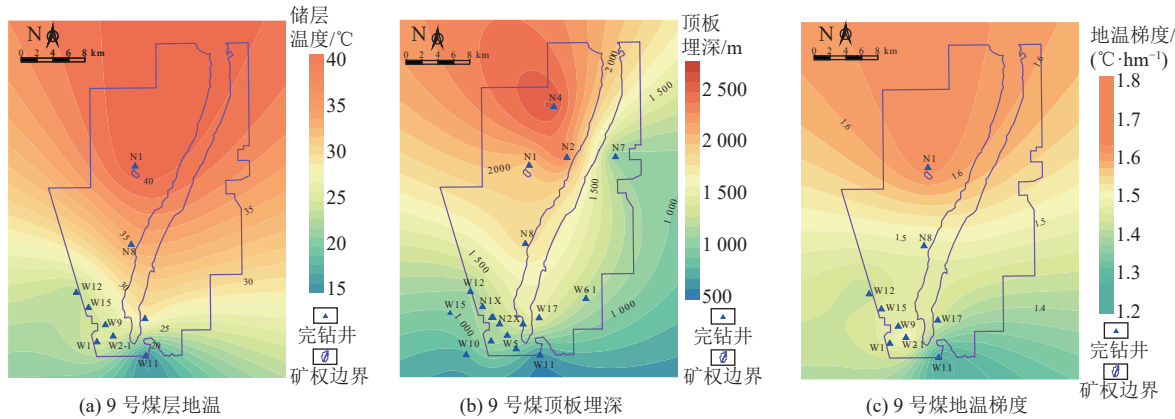 N
0 2 4 6 8 km
储层
温度/℃
40
35
30
25
20
15
N1
40
35
N8
30
W12
W15
W9
W1
W2-1
25
20
W11
35
30
完钻井
矿权边界
(a) 9 号煤层地温
N
0 2 4 6 8 km
顶板
埋深/m
2 500
2 000
1 500
1 000
500
N4
2 000
1 500
N1
N2
N7
2000
1 500
1 000
N8
1 500
W12
W15
N1X
N2X
W6 1
W17
1 000
1 000
W10
W5
W11
完钻井
矿权边界
(b) 9 号煤顶板埋深
N
0 2 4 6 8 km
地温梯度/
(℃·hm⁻¹)
1.8
1.7
1.6
1.5
1.4
1.3
1.2
1.6
1.6
N1
1.6
N8
1.5
1.5
W12
W15
W9
W17
1.4
W1
W2 1
W11
完钻井
矿权边界
(c) 9 号煤地温梯度